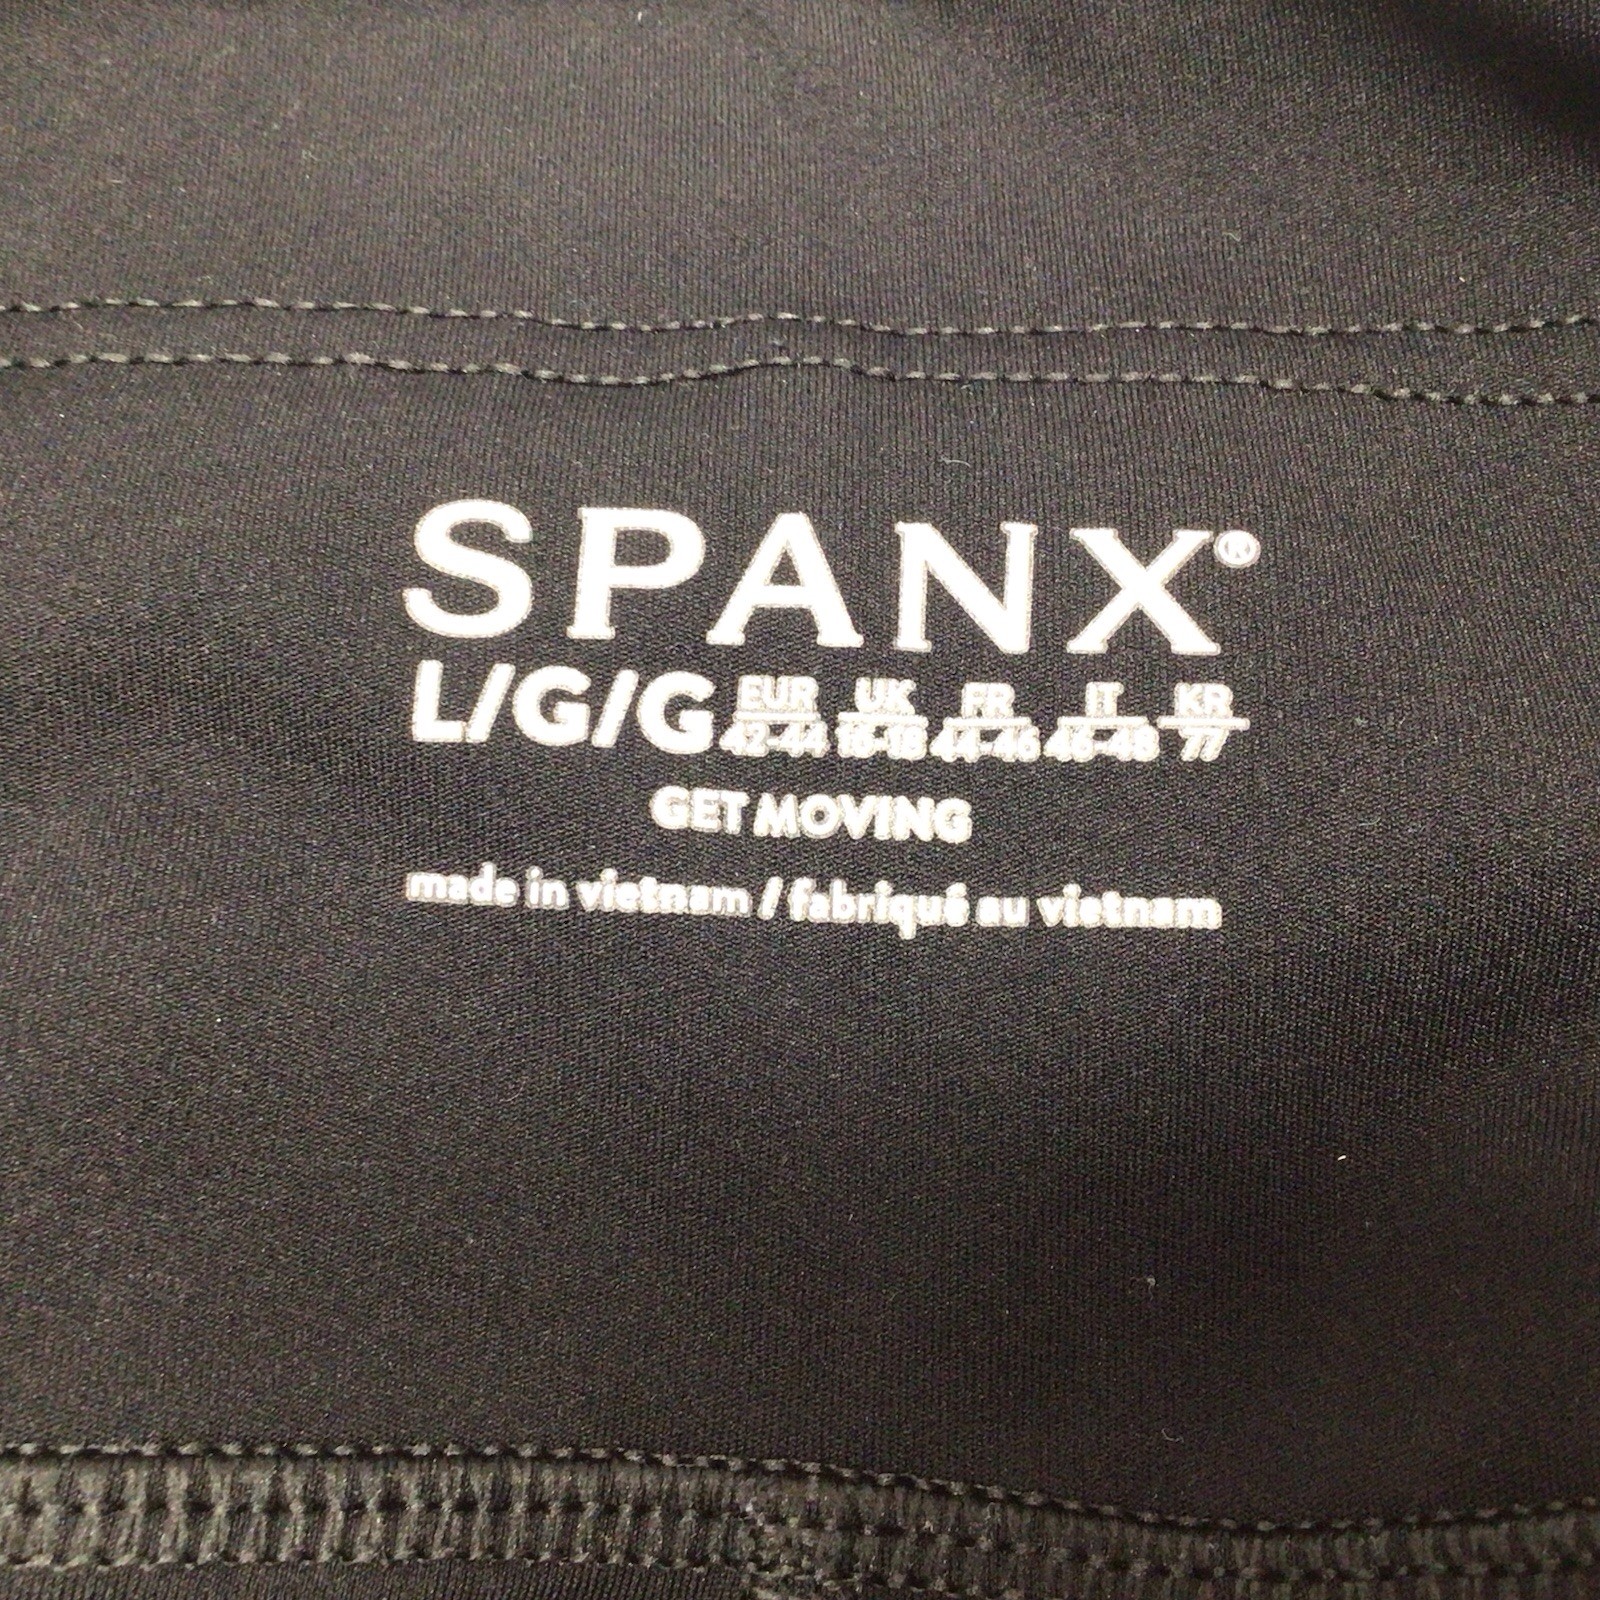 SPANX®
L/G/G EUR 42-44 UK 16-18 FR 44-46 IT 46-48 KR 77
GET MOVING
made in vietnam / fabriqué au vietnam